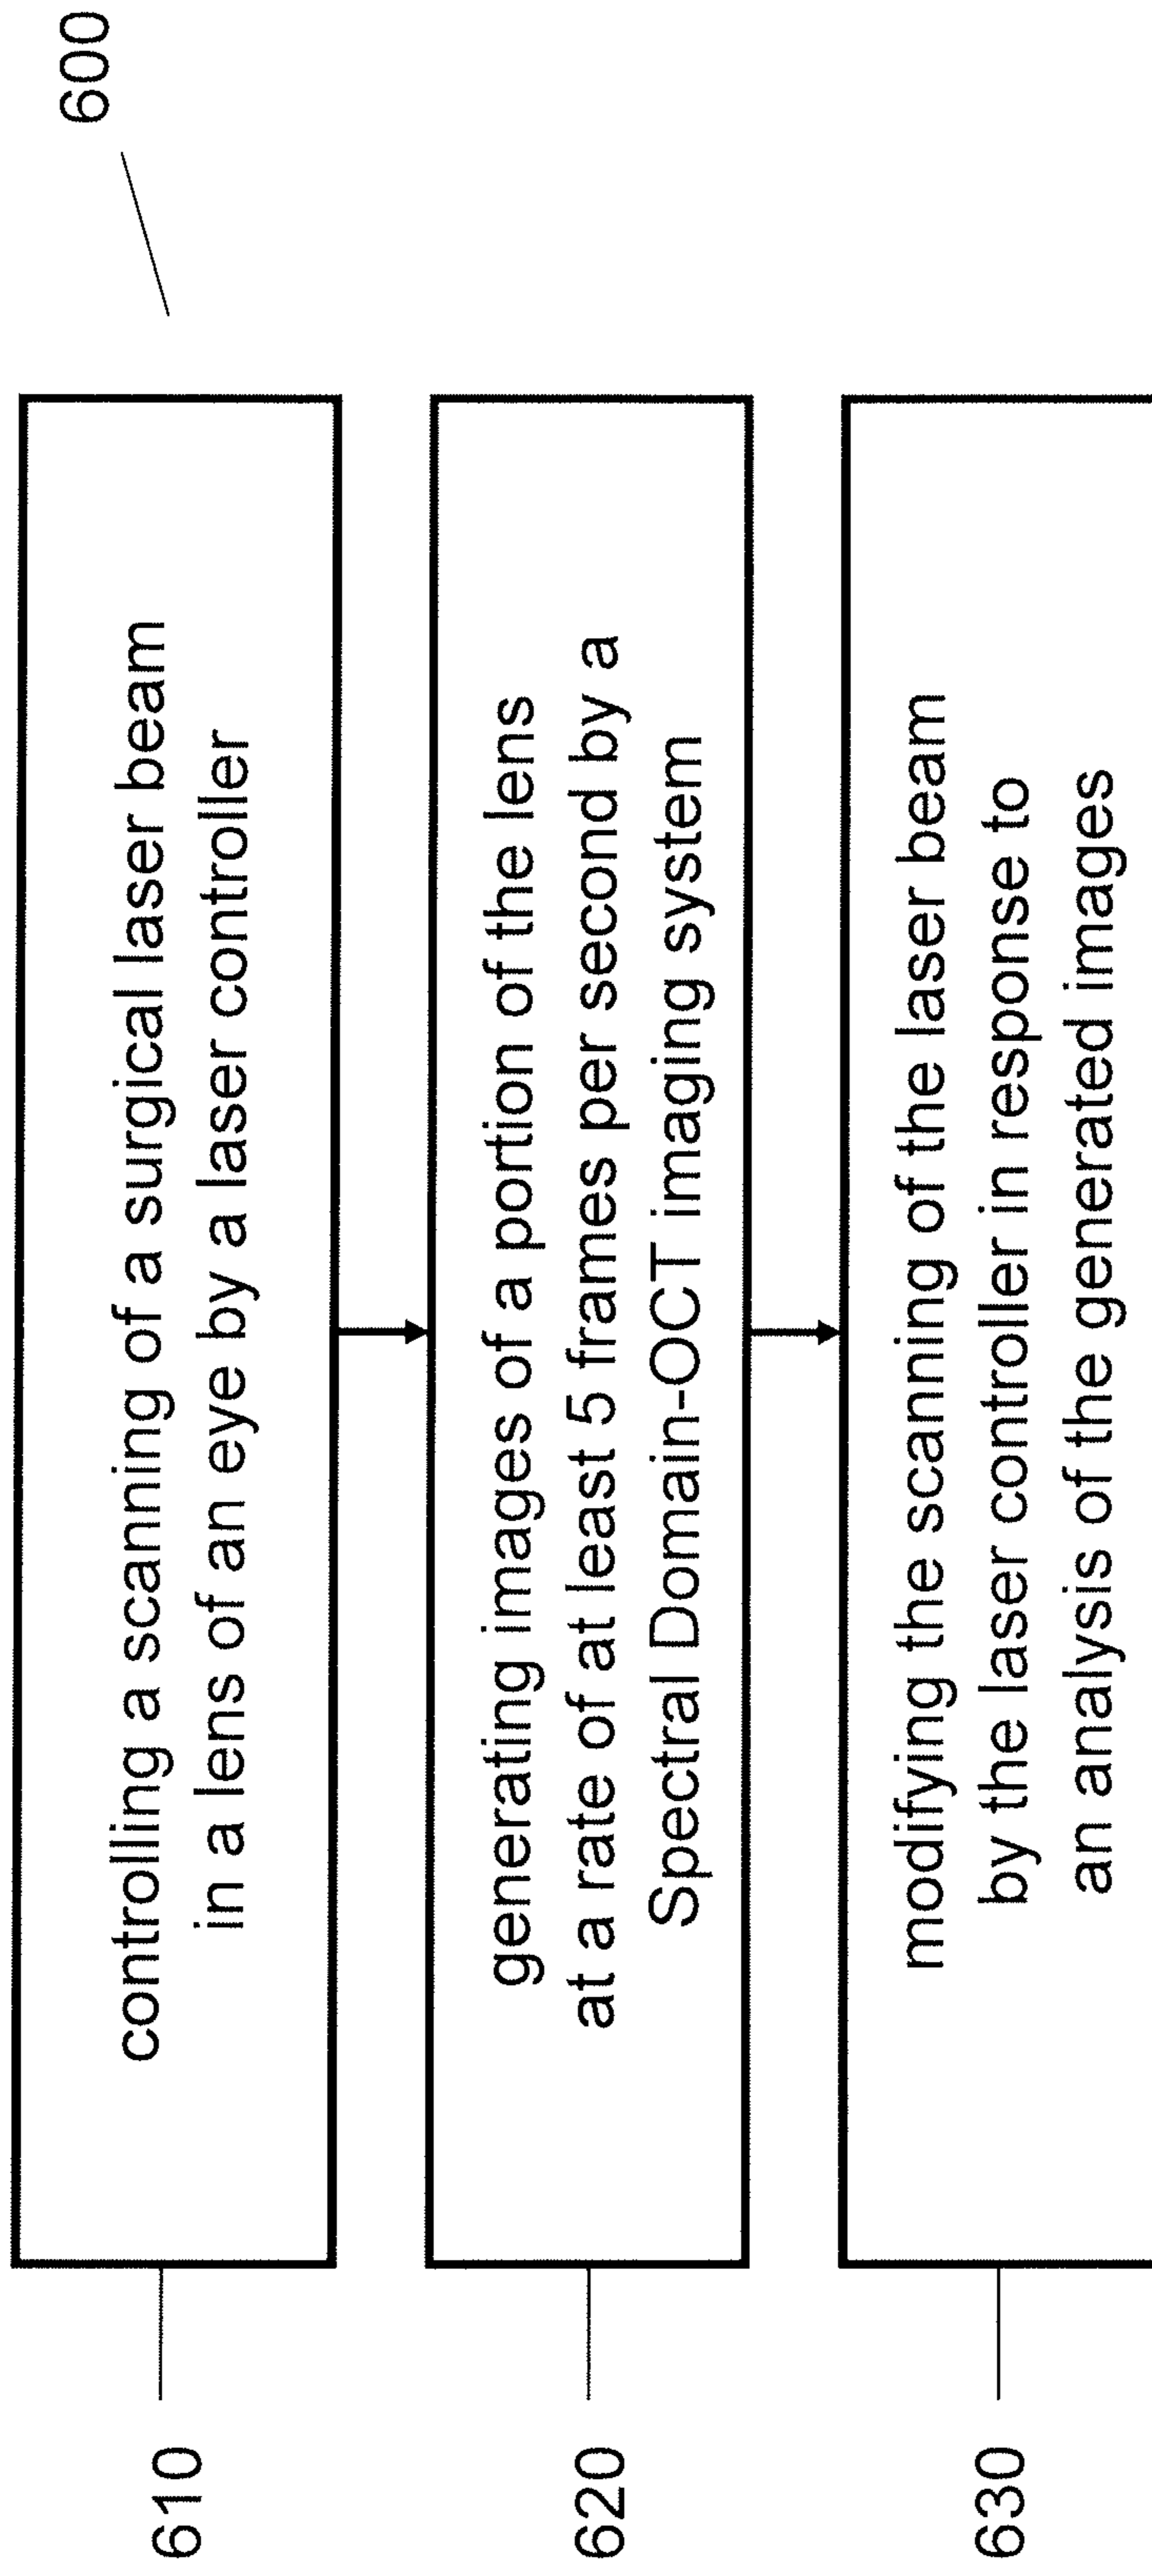 600
610
controlling a scanning of a surgical laser beam
in a lens of an eye by a laser controller
620
generating images of a portion of the lens
at a rate of at least 5 frames per second by a
Spectral Domain-OCT imaging system
630
modifying the scanning of the laser beam
by the laser controller in response to
an analysis of the generated images